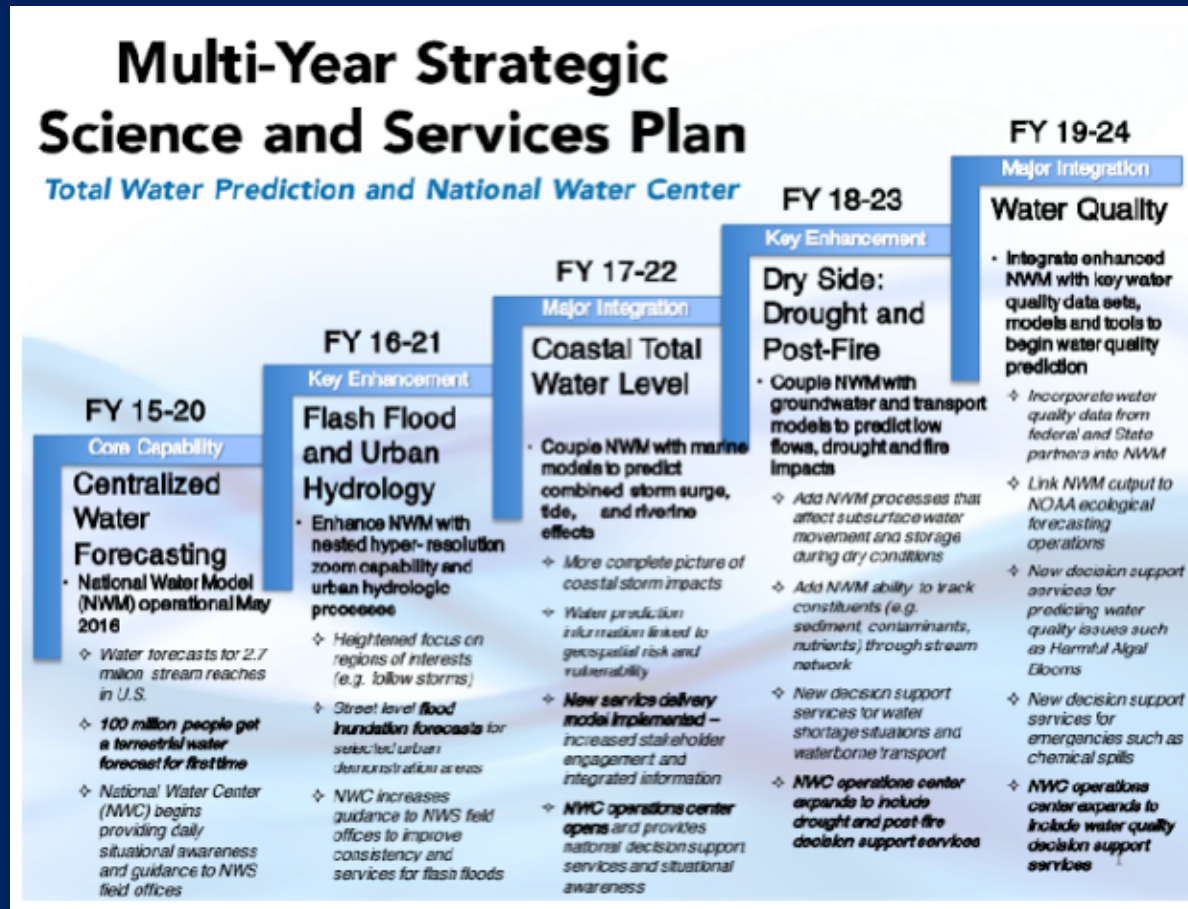 Multi-Year Strategic
Science and Services Plan
Total Water Prediction and National Water Center
FY 15-20
Core Capability
Centralized
Water
Forecasting
• National Water Model
(NWM) operational May
2016
❖ Water forecasts for 2.7
million stream reaches
in U.S.
❖ 100 million people get
a terrestrial water
forecast for first time
❖ National Water Center
(NWC) begins
providing daily
situational awareness
and guidance to NWS
field offices
FY 16-21
Key Enhancement
Flash Flood
and Urban
Hydrology
• Enhance NWM with
nested hyper- resolution
zoom capability and
urban hydrologic
processes
❖ Heightened focus on
regions of interests
(e.g. follow storms)
❖ Street level flood
inundation forecasts for
selected urban
demonstration areas
❖ NWC increases
guidance to NWS field
offices to improve
consistency and
services for flash floods
FY 17-22
Major Integration
Coastal Total
Water Level
• Couple NWM with marine
models to predict
combined storm surge,
tide, and riverine
effects
❖ More complete picture of
coastal storm impacts
❖ Water prediction
information linked to
geospatial risk and
vulnerability
❖ New service delivery
model implemented –
increased stakeholder
engagement and
integrated information
❖ NWC operations center
opens and provides
national decision support
services and situational
awareness
FY 18-23
Key Enhancement
Dry Side:
Drought and
Post-Fire
• Couple NWM with
groundwater and transport
models to predict low
flows, drought and fire
impacts
❖ Add NWM processes that
affect subsurface water
movement and storage
during dry conditions
❖ Add NWM ability to track
constituents (e.g.
sediment, contaminants,
nutrients) through stream
network
❖ New decision support
services for water
shortage situations and
waterborne transport
❖ NWC operations center
expands to include
drought and post-fire
decision support services
FY 19-24
Major Integration
Water Quality
• Integrate enhanced
NWM with key water
quality data sets,
models and tools to
begin water quality
prediction
❖ Incorporate water
quality data from
federal and State
partners into NWM
❖ Link NWM output to
NOAA ecological
forecasting
operations
❖ New decision support
services for
predicting water
quality issues such
as Harmful Algal
Blooms
❖ New decision support
services for
emergencies such as
chemical spills
❖ NWC operations
center expands to
include water quality
decision support
services